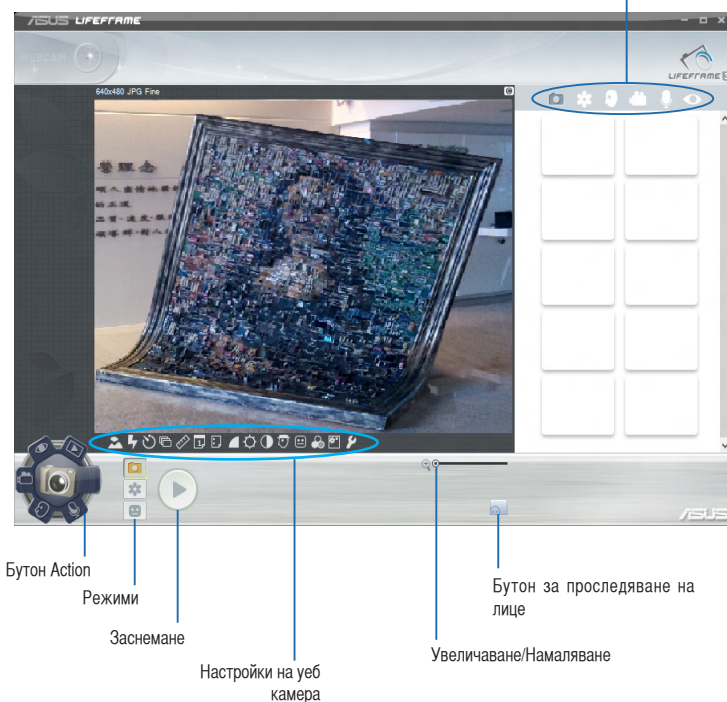 ASUS LIFEFRAME
WEBCAM
LIFEFRAME3
640x480 JPG Fine
ASUS
Бутон Action
Режими
Заснемане
Настройки на уеб
камера
Увеличаване/Намаляване
Бутон за проследяване на
лице